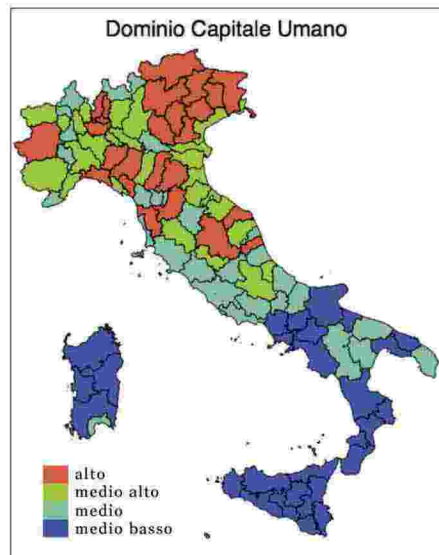 Dominio Capitale Umano
alto
medio alto
medio
medio basso